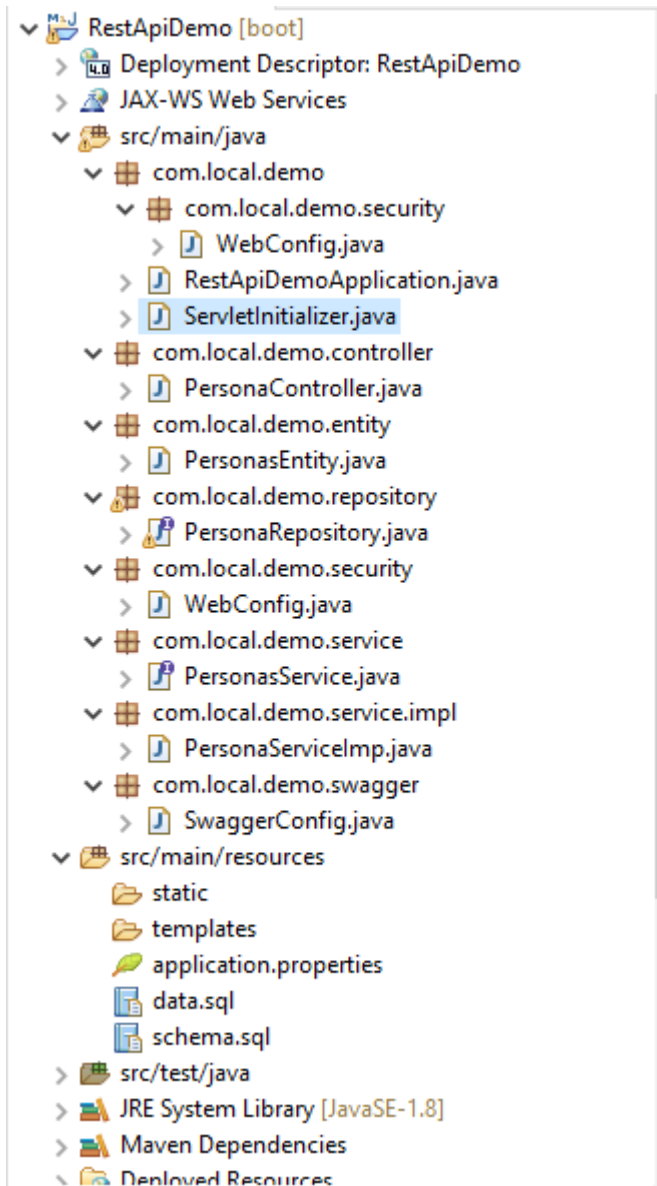 RestApiDemo [boot]
Deployment Descriptor: RestApiDemo
JAX-WS Web Services
src/main/java
com.local.demo
com.local.demo.security
WebConfig.java
RestApiDemoApplication.java
ServletInitializer.java
com.local.demo.controller
PersonaController.java
com.local.demo.entity
PersonasEntity.java
com.local.demo.repository
PersonaRepository.java
com.local.demo.security
WebConfig.java
com.local.demo.service
PersonasService.java
com.local.demo.service.impl
PersonaServiceImp.java
com.local.demo.swagger
SwaggerConfig.java
src/main/resources
static
templates
application.properties
data.sql
schema.sql
src/test/java
JRE System Library [JavaSE-1.8]
Maven Dependencies
Deployed Resources